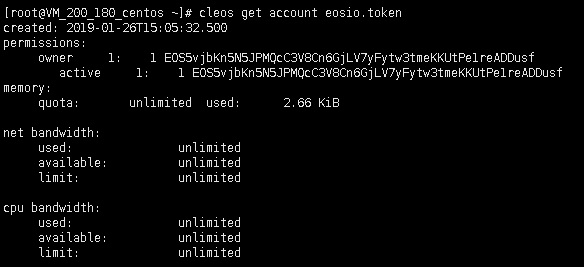 [root@VM_200_180_centos ~]# cleos get account eosio.token
created: 2019-01-26T15:05:32.500
permissions:
owner 1: 1 EOS5vjbKn5N5JPMQcC3V8Cn6GjLV7yFytw3tmeKKUtPe1reADDusf
active 1: 1 EOS5vjbKn5N5JPMQcC3V8Cn6GjLV7yFytw3tmeKKUtPe1reADDusf
memory:
quota: unlimited used: 2.66 KiB
net bandwidth:
used: unlimited
available: unlimited
limit: unlimited
cpu bandwidth:
used: unlimited
available: unlimited
limit: unlimited